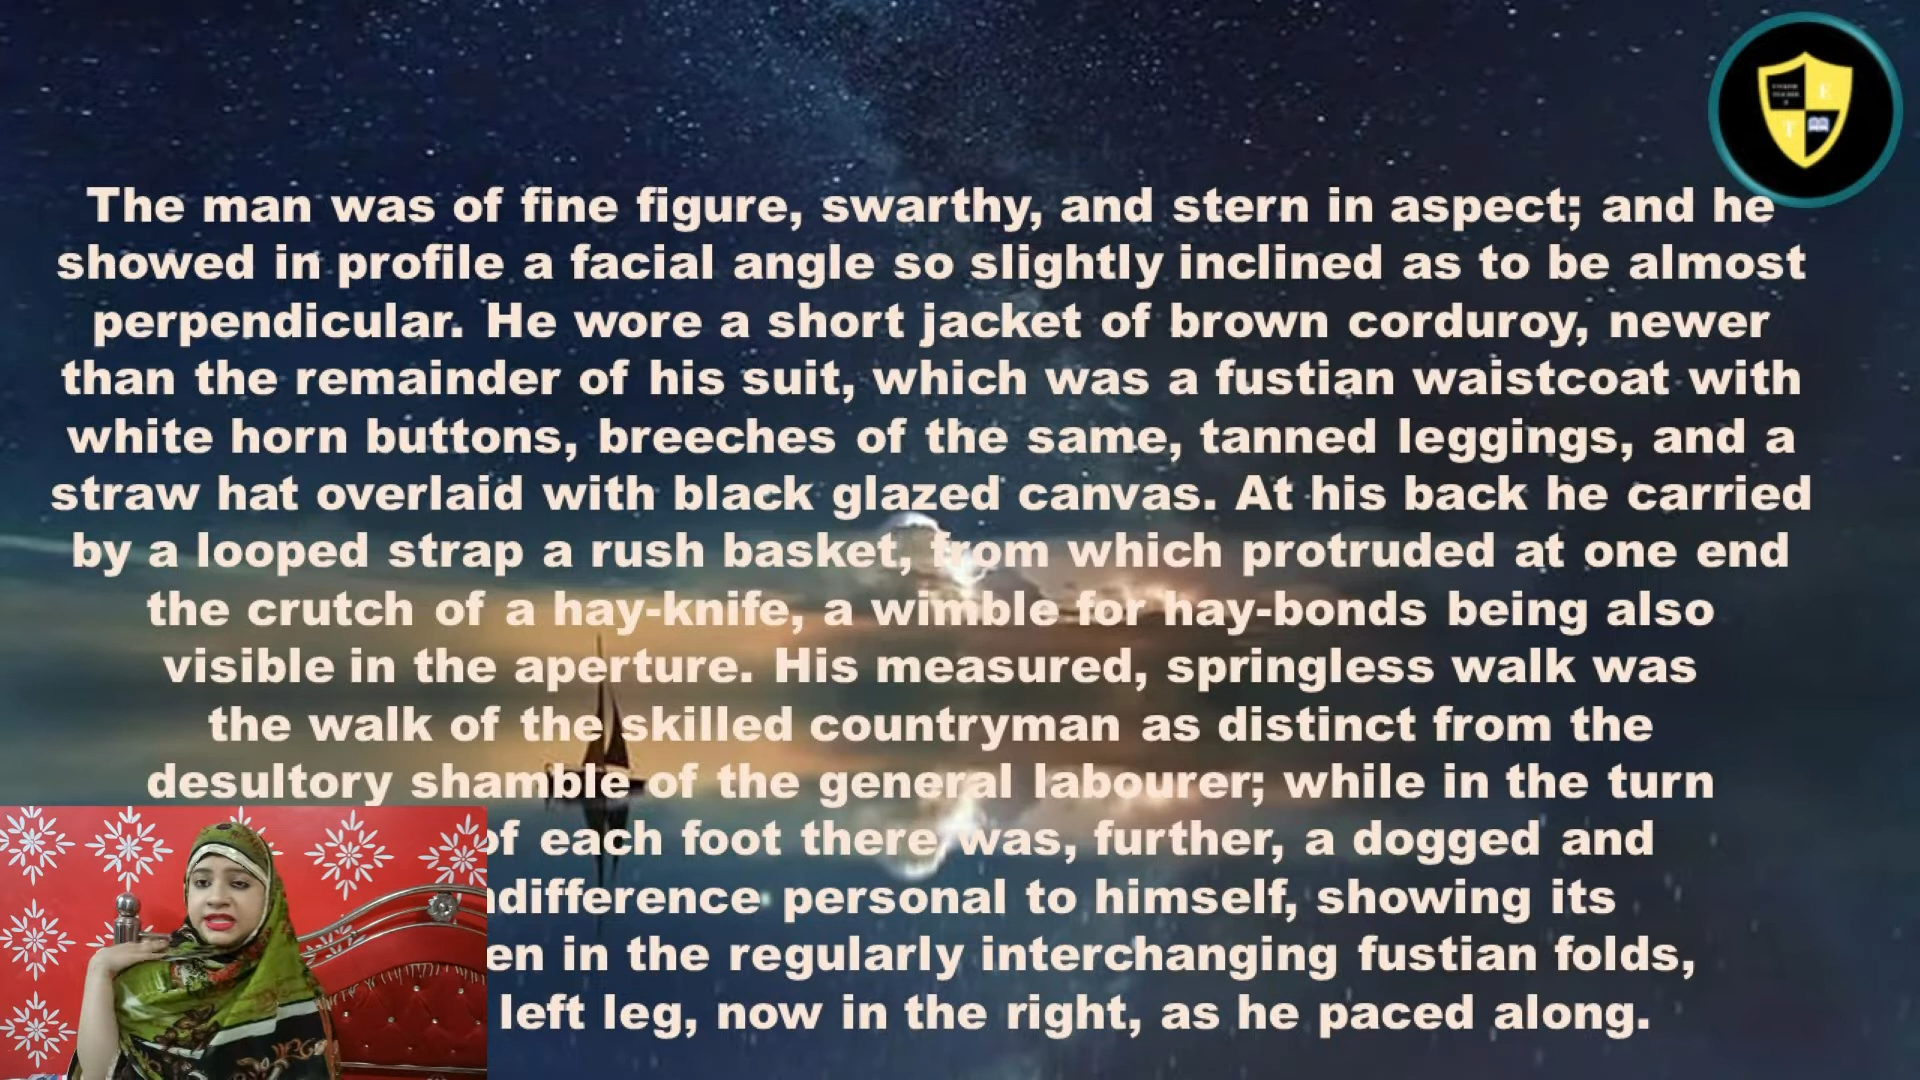 The man was of fine figure, swarthy, and stern in aspect; and he
showed in profile a facial angle so slightly inclined as to be almost
perpendicular. He wore a short jacket of brown corduroy, newer
than the remainder of his suit, which was a fustian waistcoat with
white horn buttons, breeches of the same, tanned leggings, and a
straw hat overlaid with black glazed canvas. At his back he carried
by a looped strap a rush basket, from which protruded at one end
the crutch of a hay-knife, a wimble for hay-bonds being also
visible in the aperture. His measured, springless walk was
the walk of the skilled countryman as distinct from the
desultory shamble of the general labourer; while in the turn
of each foot there was, further, a dogged and
difference personal to himself, showing its
en in the regularly interchanging fustian folds,
left leg, now in the right, as he paced along.
E
T